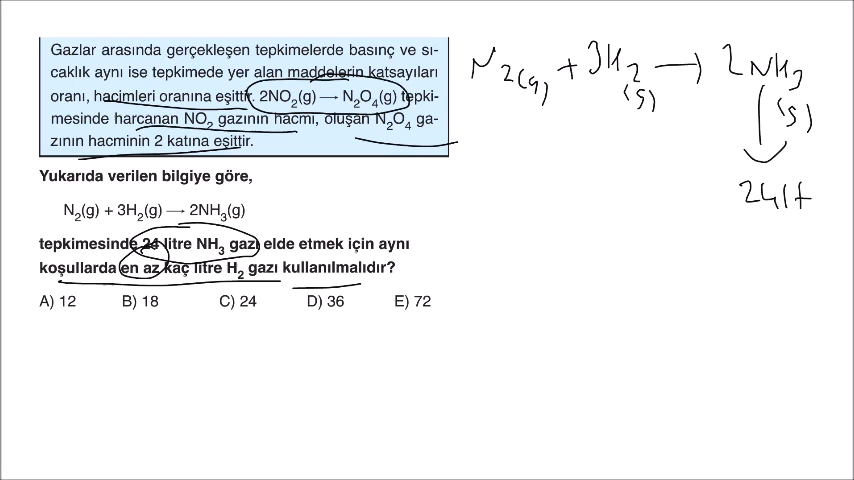 Gazlar arasında gerçekleşen tepkimelerde basınç ve sı-
caklık aynı ise tepkimede yer alan maddelerin katsayıları
oranı, hacimleri oranına eşittir. 2NO₂(g) → N₂O₄(g) tepki-
mesinde harcanan NO₂ gazının hacmi, oluşan N₂O₄ ga-
zının hacminin 2 katına eşittir.
Yukarıda verilen bilgiye göre,
N₂(g) + 3H₂(g) → 2NH₃(g)
tepkimesinde 24 litre NH₃ gazı elde etmek için aynı
koşullarda en az kaç litre H₂ gazı kullanılmalıdır?
A) 12 B) 18 C) 24 D) 36 E) 72
N₂(g) + 3H₂(g) → 2NH₃(g)
24 lt